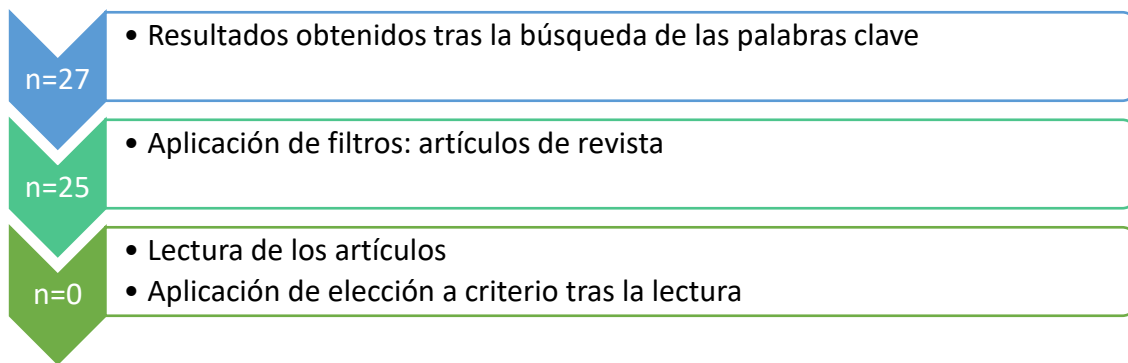 n=27
• Resultados obtenidos tras la búsqueda de las palabras clave
n=25
• Aplicación de filtros: artículos de revista
n=0
• Lectura de los artículos
• Aplicación de elección a criterio tras la lectura